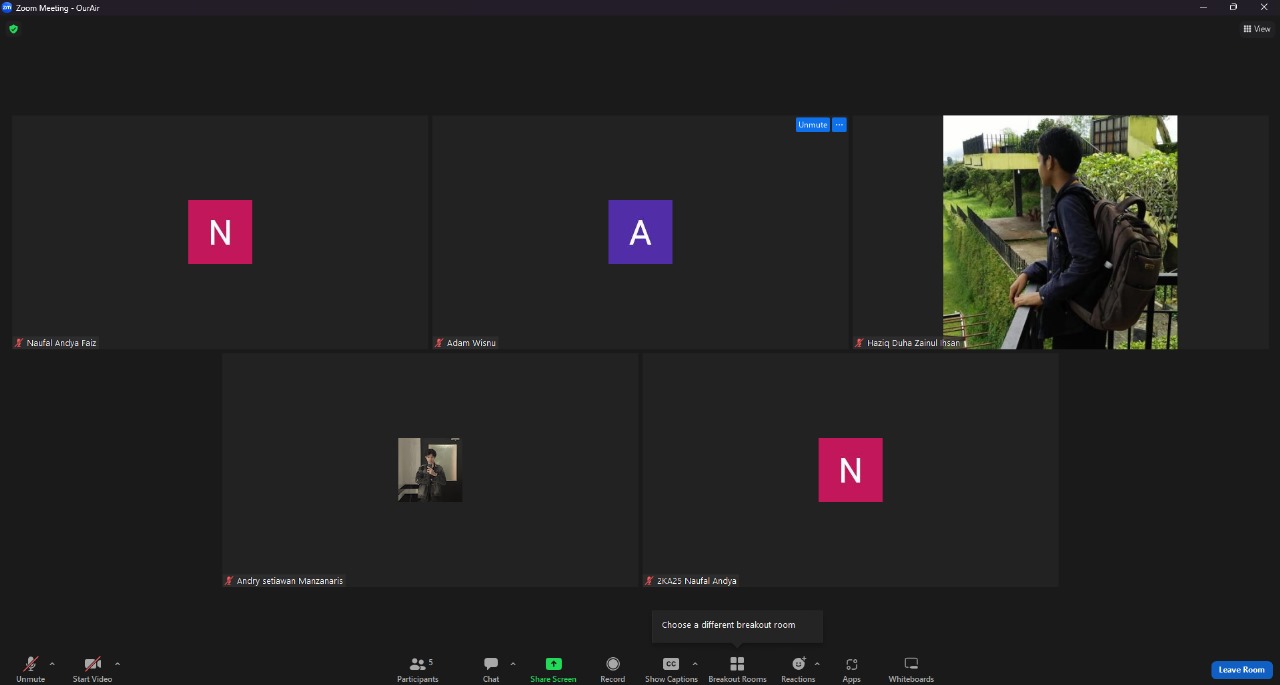 zm Zoom Meeting - OurAir
View
Unmute ...
N
A
Naufal Andya Faiz
Adam Wisnu
Haziq Duha Zainul Ihsan
N
Andry setiawan Manzanaris
2KA25 Naufal Andya
Choose a different breakout room
5
CC
Unmute
Start Video
Participants
Chat
Share Screen
Record
Show Captions
Breakout Rooms
Reactions
Apps
Whiteboards
Leave Room